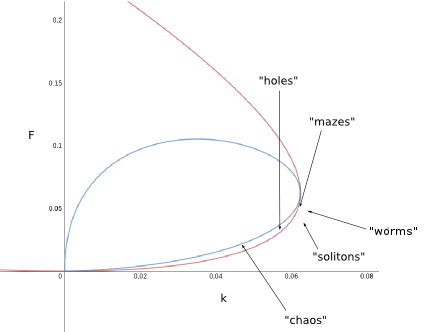 0.2
0.15
"holes"
"mazes"
F
0.1
0.05
"worms"
"solitons"
0
0.02
0.04
0.06
0.08
k
"chaos"